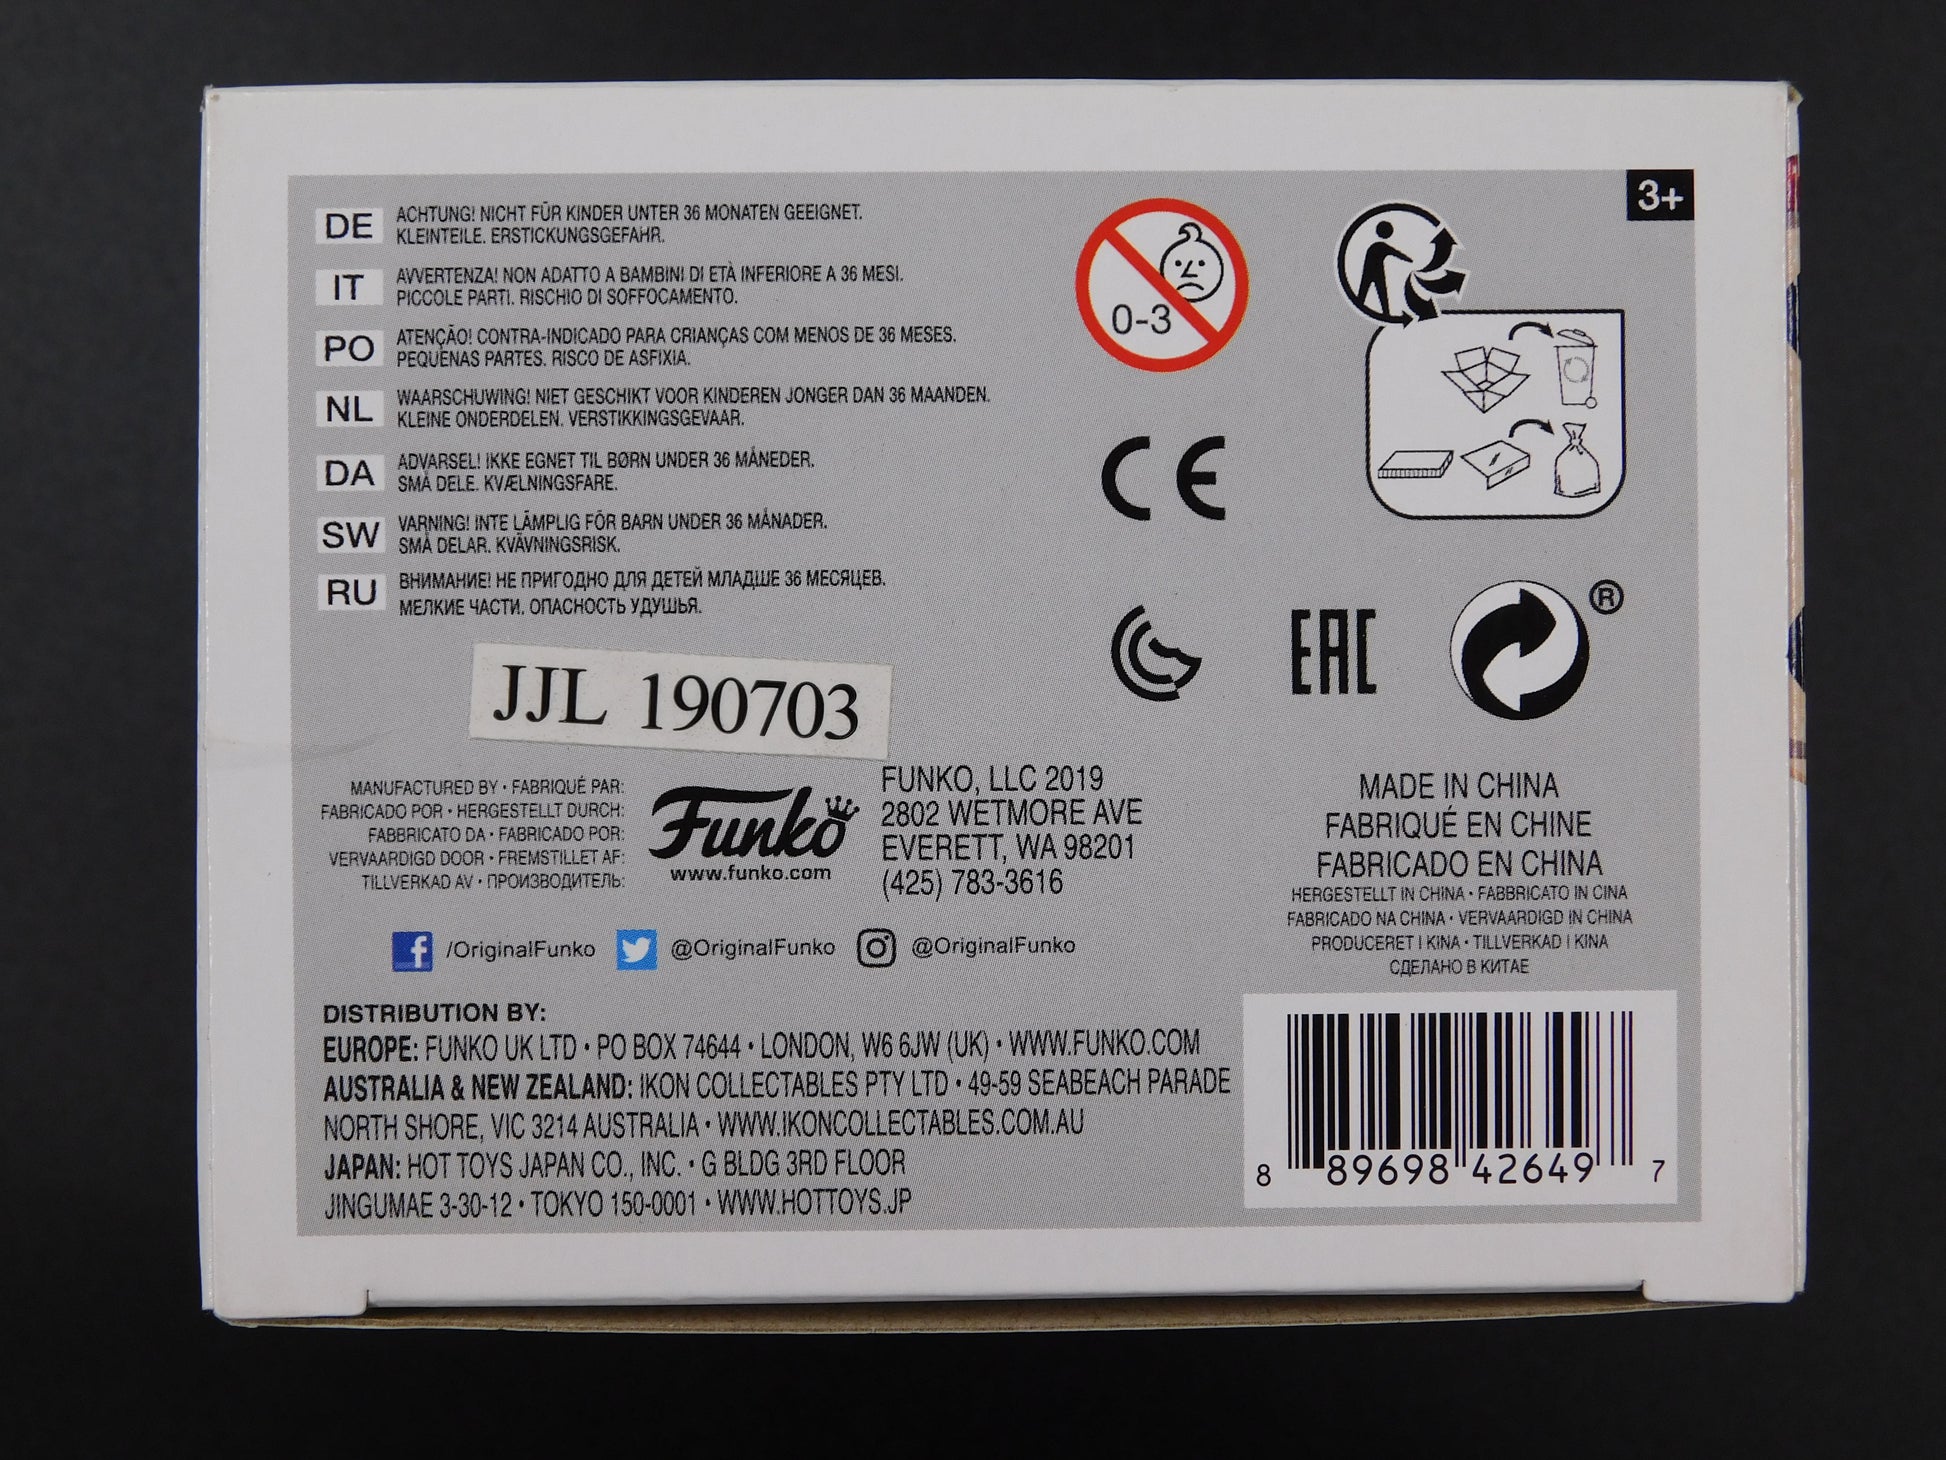 3+
DE
ACHTUNG! NICHT FÜR KINDER UNTER 36 MONATEN GEEIGNET.
KLEINTEILE. ERSTICKUNGSGEFAHR.
IT
AVVERTENZA! NON ADATTO A BAMBINI DI ETÀ INFERIORE A 36 MESI.
PICCOLE PARTI. RISCHIO DI SOFFOCAMENTO.
PO
ATENÇÃO! CONTRA-INDICADO PARA CRIANÇAS COM MENOS DE 36 MESES.
PEQUENAS PARTES. RISCO DE ASFIXIA.
NL
WAARSCHUWING! NIET GESCHIKT VOOR KINDEREN JONGER DAN 36 MAANDEN.
KLEINE ONDERDELEN. VERSTIKKINGSGEVAAR.
DA
ADVARSEL! IKKE EGNET TIL BØRN UNDER 36 MÅNEDER.
SMÅ DELE. KVÆLNINGSFARE.
SW
VARNING! INTE LÄMPLIG FÖR BARN UNDER 36 MÅNADER.
SMÅ DELAR. KVÄVNINGSRISK.
RU
ВНИМАНИЕ! НЕ ПРИГОДНО ДЛЯ ДЕТЕЙ МЛАДШЕ 36 МЕСЯЦЕВ.
МЕЛКИЕ ЧАСТИ. ОПАСНОСТЬ УДУШЬЯ.
0-3
CE
EAC
®
JJL 190703
MANUFACTURED BY • FABRIQUÉ PAR:
FABRICADO POR • HERGESTELLT DURCH:
FABBRICATO DA • FABRICADO POR:
VERVAARDIGD DOOR • FREMSTILLET AF:
TILLVERKAD AV • ПРОИЗВОДИТЕЛЬ:
Funko
www.funko.com
FUNKO, LLC 2019
2802 WETMORE AVE
EVERETT, WA 98201
(425) 783-3616
MADE IN CHINA
FABRIQUÉ EN CHINE
FABRICADO EN CHINA
HERGESTELLT IN CHINA • FABBRICATO IN CINA
FABRICADO NA CHINA • VERVAARDIGD IN CHINA
PRODUCERET I KINA • TILLVERKAD I KINA
СДЕЛАНО В КИТАЕ
f /OriginalFunko @OriginalFunko @OriginalFunko
DISTRIBUTION BY:
EUROPE: FUNKO UK LTD • PO BOX 74644 • LONDON, W6 6JW (UK) • WWW.FUNKO.COM
AUSTRALIA & NEW ZEALAND: IKON COLLECTABLES PTY LTD • 49-59 SEABEACH PARADE
NORTH SHORE, VIC 3214 AUSTRALIA • WWW.IKONCOLLECTABLES.COM.AU
JAPAN: HOT TOYS JAPAN CO., INC. • G BLDG 3RD FLOOR
JINGUMAE 3-30-12 • TOKYO 150-0001 • WWW.HOTTOYS.JP
8 89698 42649 7